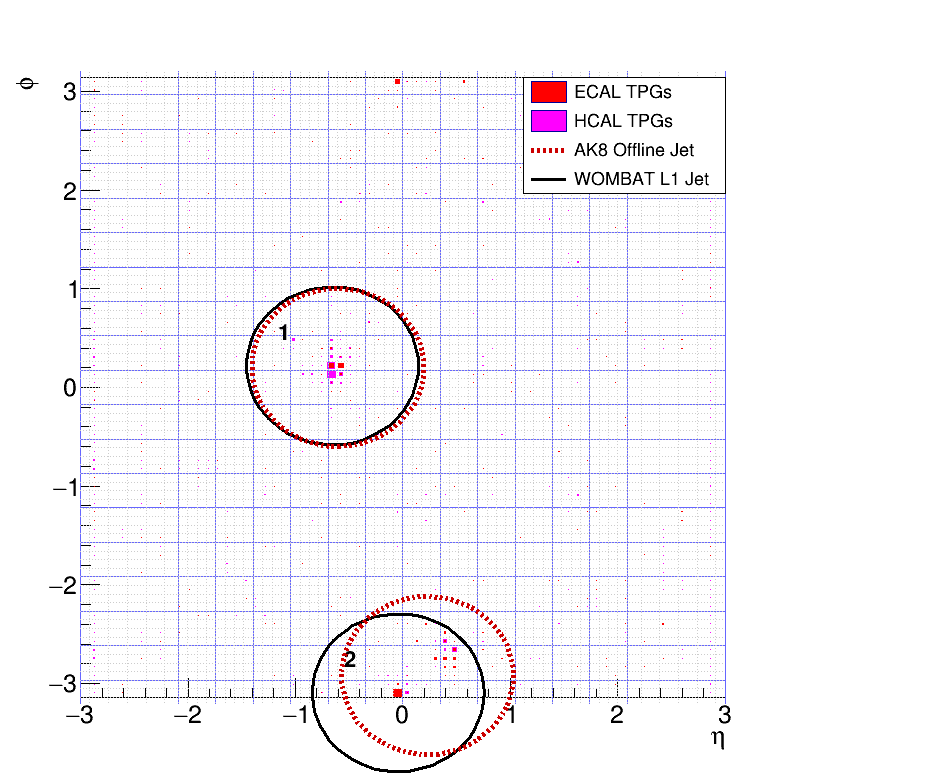 ϕ
3
2
1
0
−1
−2
−3
ECAL TPGs
HCAL TPGs
AK8 Offline Jet
WOMBAT L1 Jet
1
2
−3 −2 −1 0 1 2 3
η